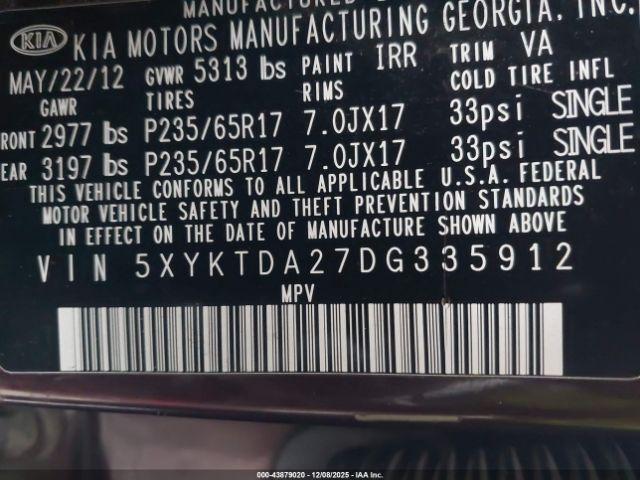 MANUFACTURED
KIA KIA MOTORS MANUFACTURING GEORGIA, INC.
MAY/22/12 GVWR 5313 lbs PAINT IRR TRIM VA
GAWR TIRES RIMS COLD TIRE INFL
FRONT 2977 lbs P235/65R17 7.0JX17 33psi SINGLE
EAR 3197 lbs P235/65R17 7.0JX17 33psi SINGLE
THIS VEHICLE CONFORMS TO ALL APPLICABLE U.S.A. FEDERAL
MOTOR VEHICLE SAFETY AND THEFT PREVENTION STANDARDS
IN EFFECT ON THE DATE OF MANUFACTURE SHOWN ABOVE
VIN 5XYKTDA27DG335912
MPV
000-43879020 | 12/08/2025 - IAA Inc.